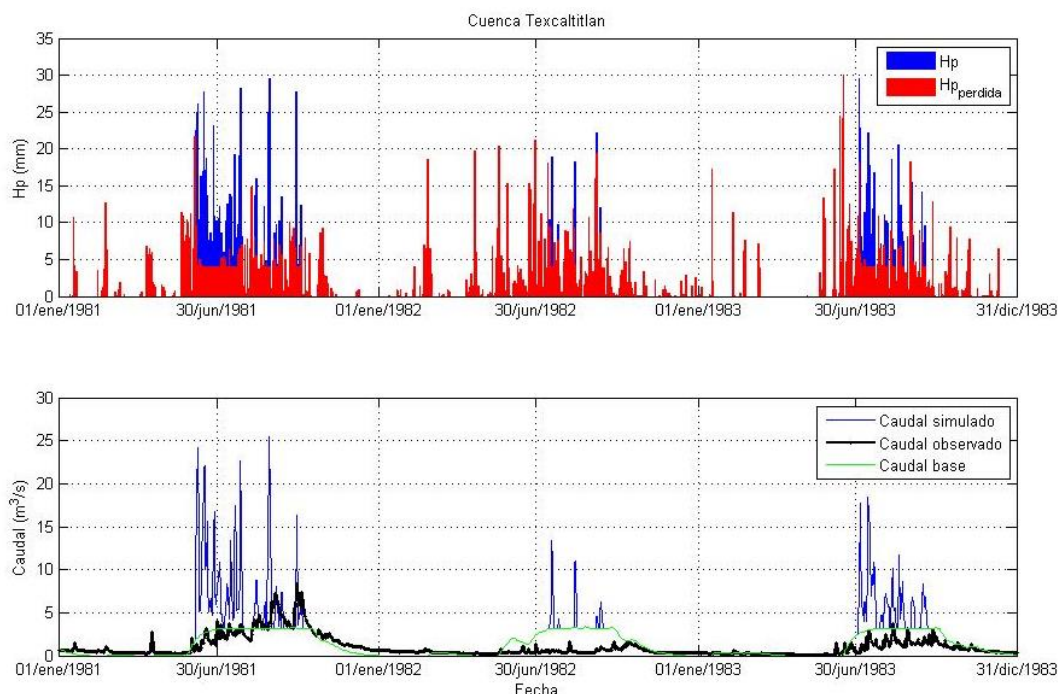 Cuenca Texcaltitlan
35
30
25
20
15
10
5
0
Hp (mm)
Hp
Hp perdida
01/ene/1981 30/jun/1981 01/ene/1982 30/jun/1982 01/ene/1983 30/jun/1983 31/dic/1983
30
25
20
15
10
5
0
Caudal (m³/s)
Caudal simulado
Caudal observado
Caudal base
01/ene/1981 30/jun/1981 01/ene/1982 30/jun/1982 01/ene/1983 30/jun/1983 31/dic/1983
Fecha